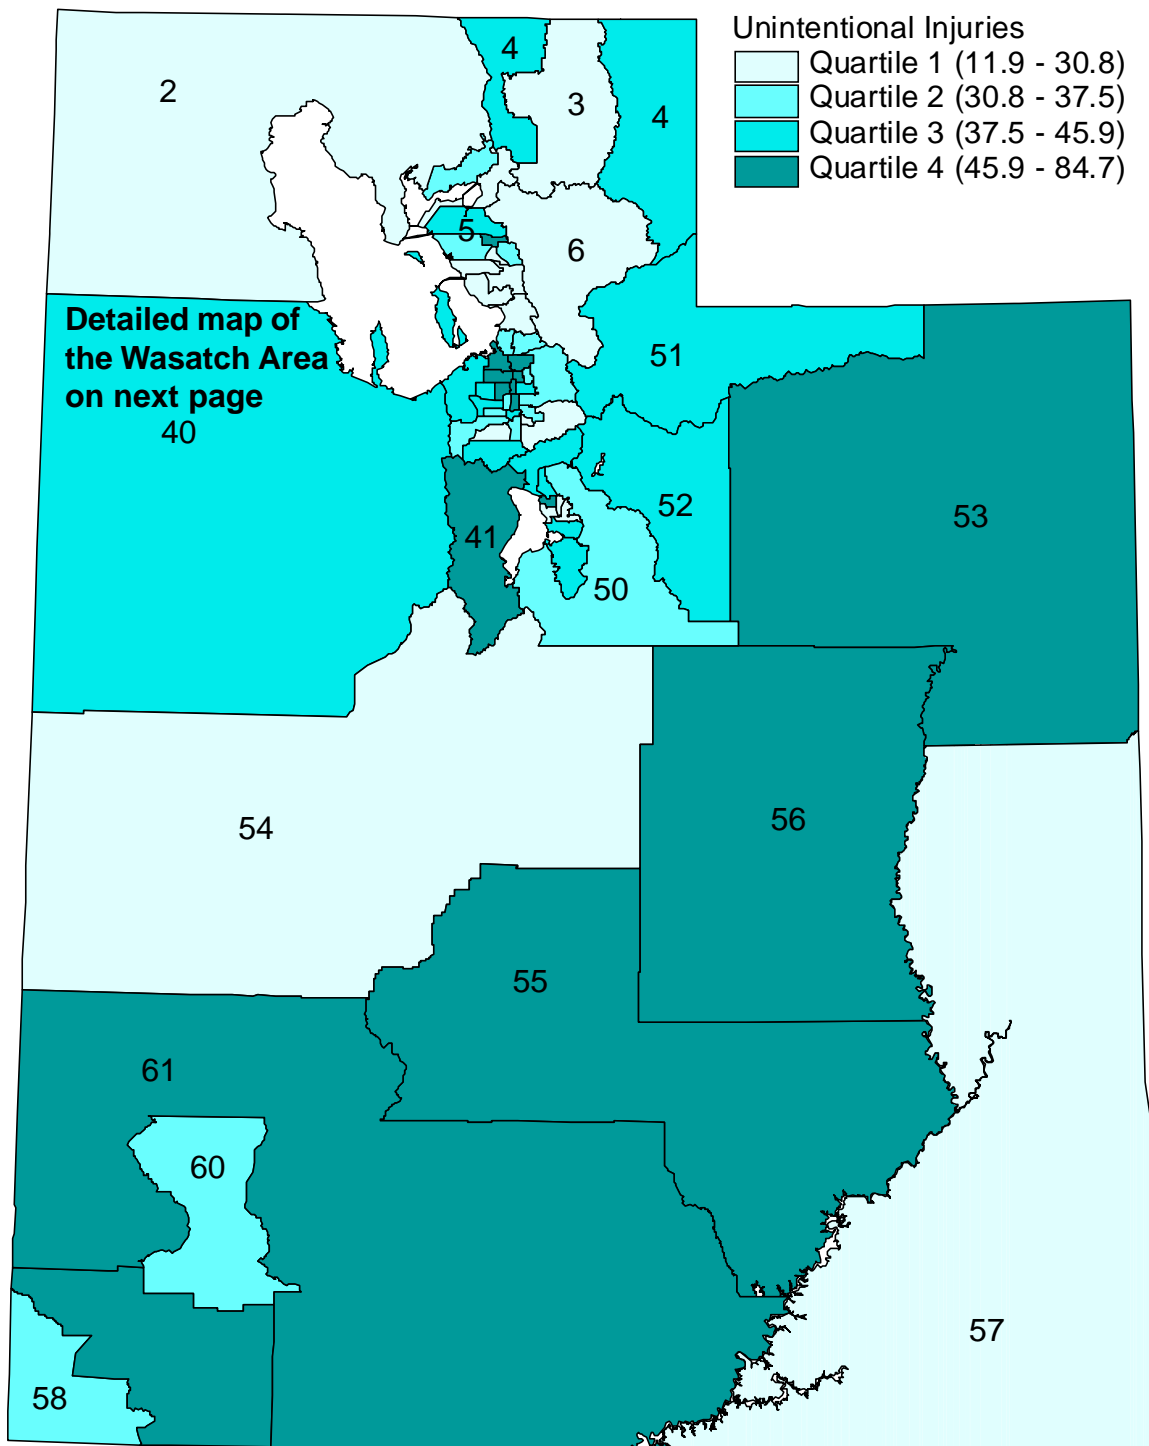 Unintentional Injuries
Quartile 1 (11.9 - 30.8)
Quartile 2 (30.8 - 37.5)
Quartile 3 (37.5 - 45.9)
Quartile 4 (45.9 - 84.7)
4
2
3
4
5
6
Detailed map of
the Wasatch Area
on next page
51
40
52
53
41
50
56
54
55
61
60
57
58